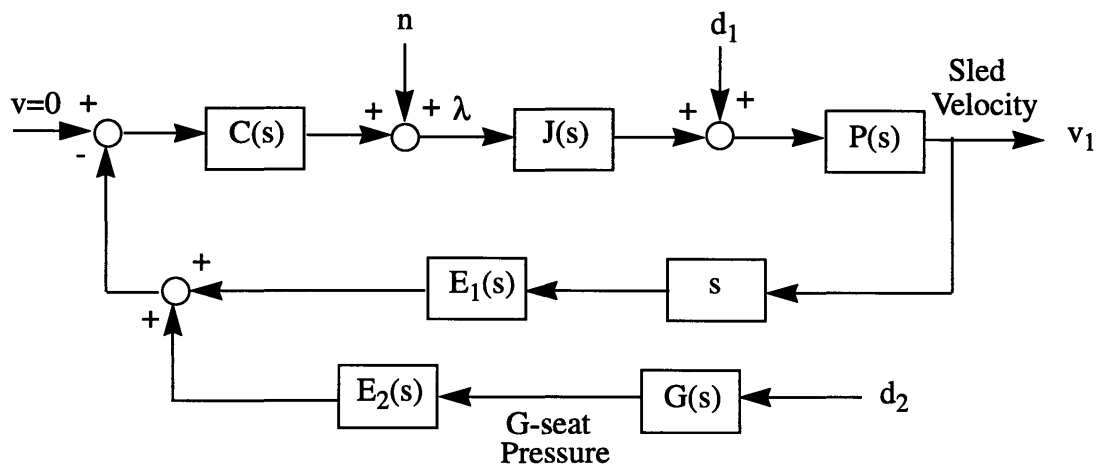 n
d₁
Sled
Velocity
v=0 + - C(s) + + λ J(s) + + P(s) v₁
+ E₁(s) s
+ E₂(s) G-seat
Pressure G(s) d₂